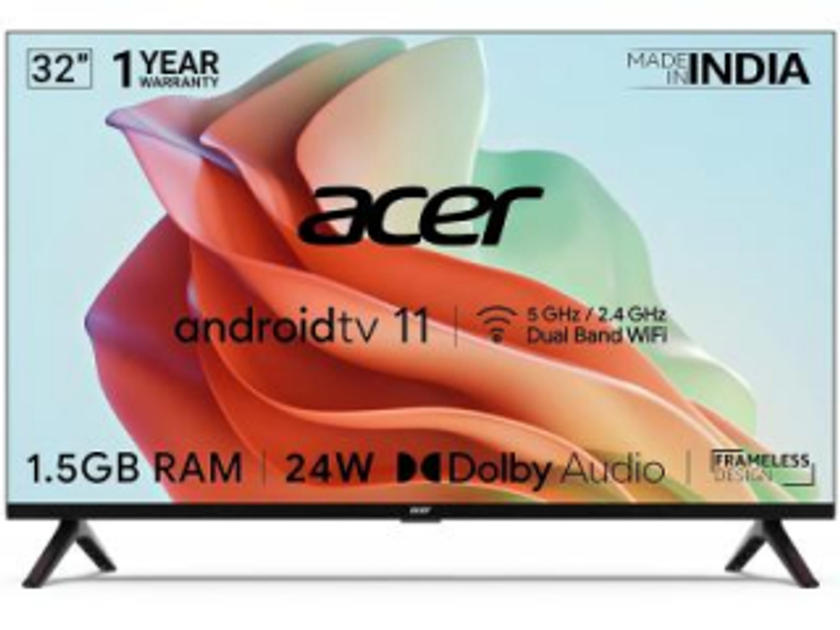 32"
1 YEAR
WARRANTY
MADE
IN INDIA
acer
androidtv 11
5 GHz / 2.4 GHz
Dual Band WiFi
1.5GB RAM | 24W Dolby Audio
FRAMELESS
DESIGN
acer